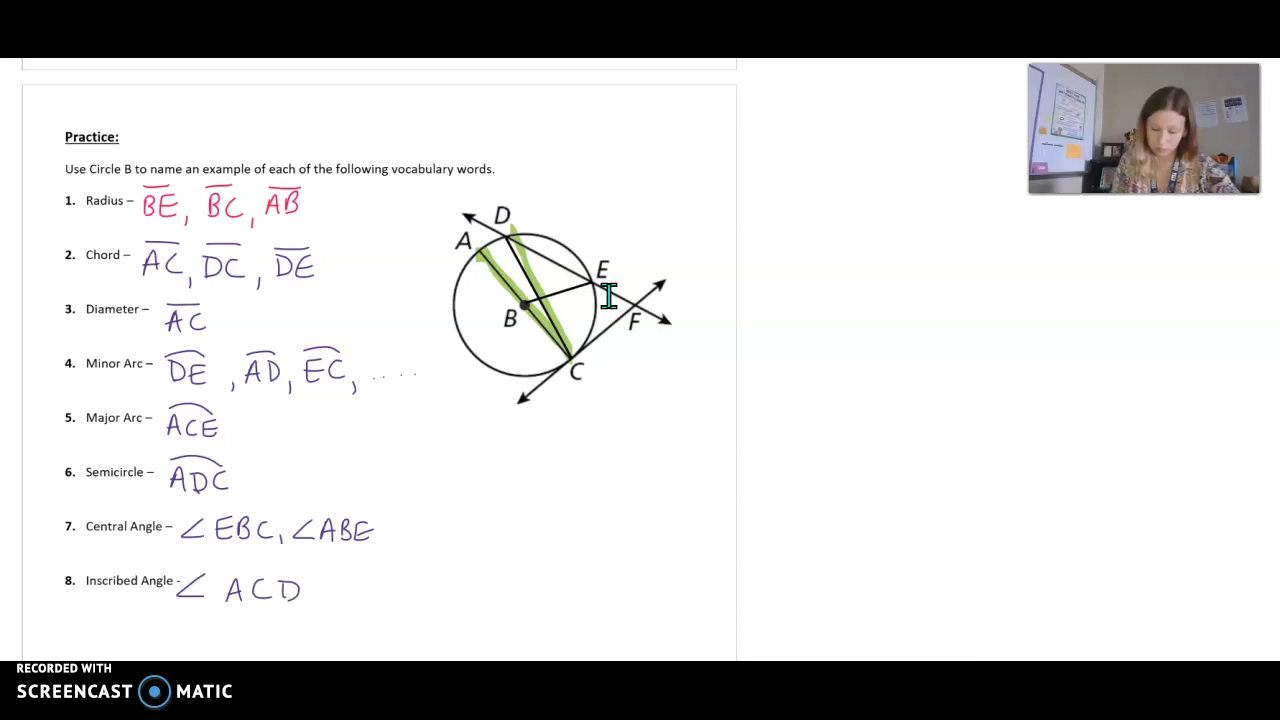 Practice:
Use Circle B to name an example of each of the following vocabulary words.
1. Radius – BE, BC, AB
2. Chord – AC, DC, DE
3. Diameter – AC
4. Minor Arc – DE, AD, EC, .....
5. Major Arc – ACE
6. Semicircle – ADC
7. Central Angle – ∠EBC, ∠ABE
8. Inscribed Angle - ∠ ACD
D
A
E
B
F
C
RECORDED WITH
SCREENCAST MATIC